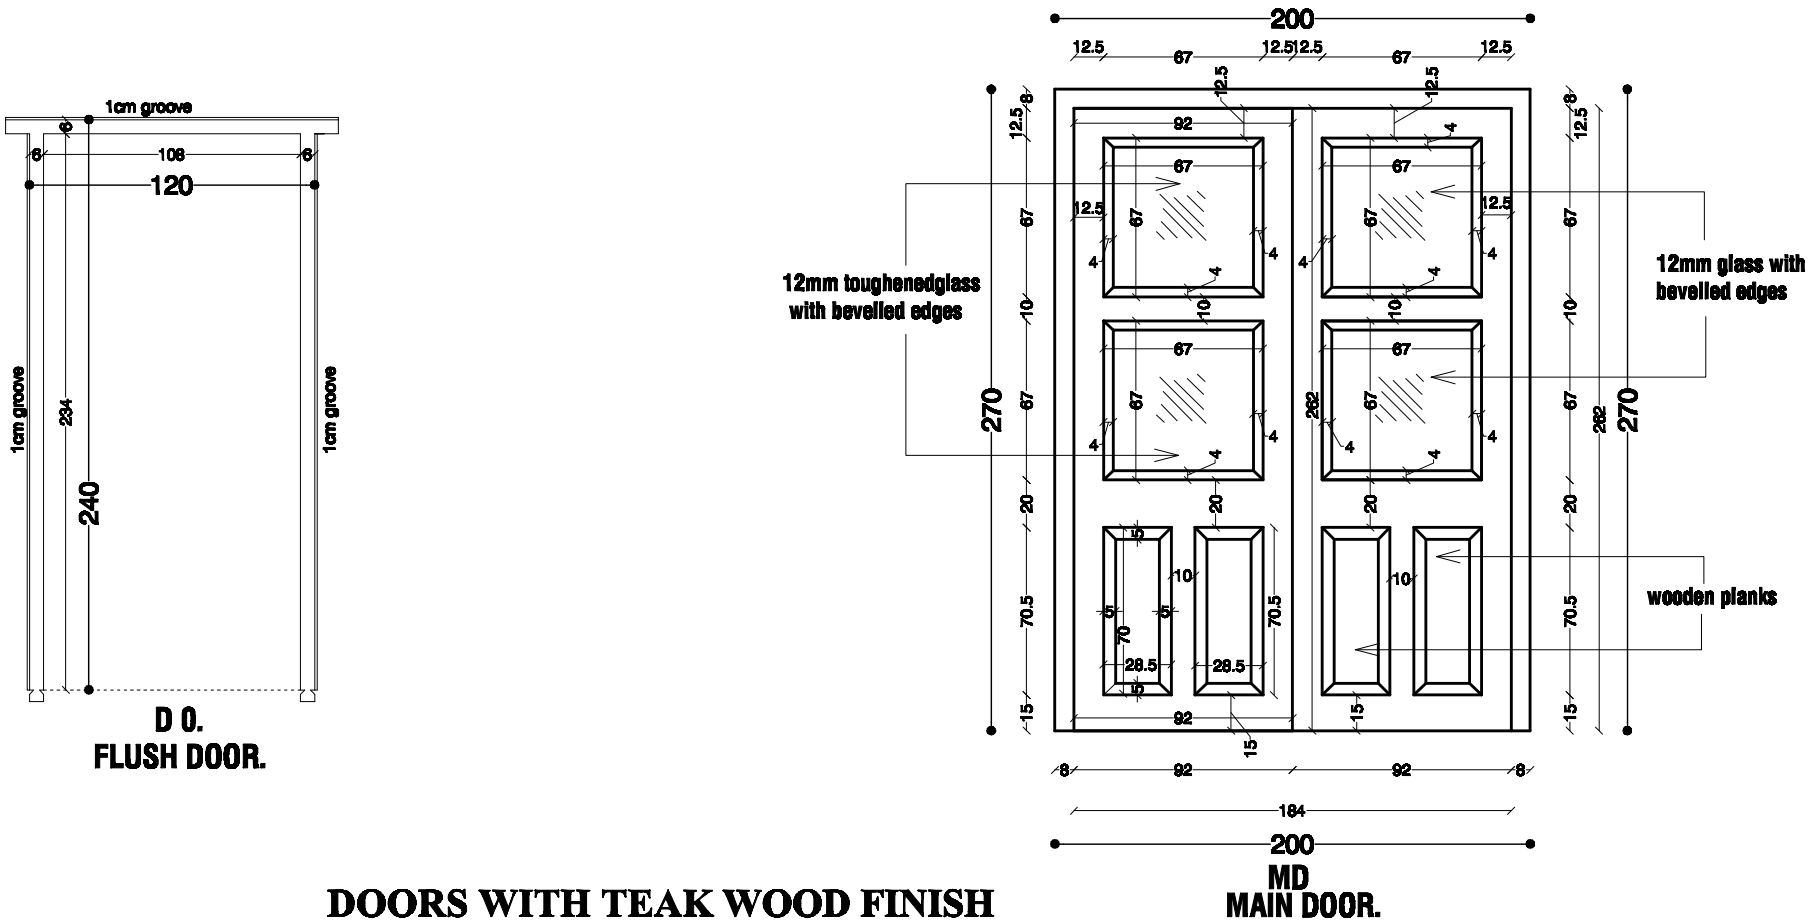 200
12.5 67 12.5 12.5 67 12.5
1cm groove
6
6 108 6
120
1cm groove
234
240
1cm groove
D 0.
FLUSH DOOR.
8 12.5 12.5 8
12.5 92 12.5
4
67 67
12.5 67 67 12.5
67 67
4 4 4 4
4 4
12mm toughenedglass
with bevelled edges
12mm glass with
bevelled edges
10 10 10 10
67 67
67 67 67 67
270 262 262 270
4 4 4 4
4 4
20 20 20 20
5
10 10
wooden planks
5 5
70.5 70 70.5 70.5
28.5 28.5
5
15 92 15 15
15
8 92 92 8
184
200
MD
MAIN DOOR.
DOORS WITH TEAK WOOD FINISH